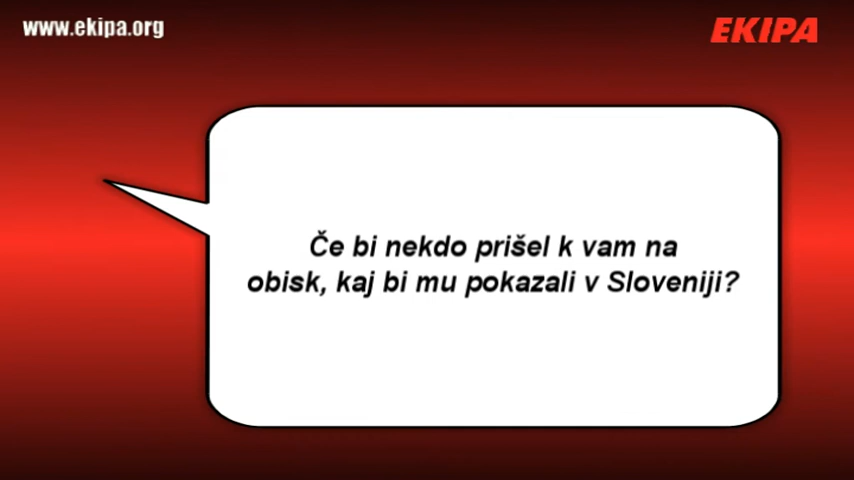 www.ekipa.org
EKIPA
Če bi nekdo prišel k vam na
obisk, kaj bi mu pokazali v Sloveniji?